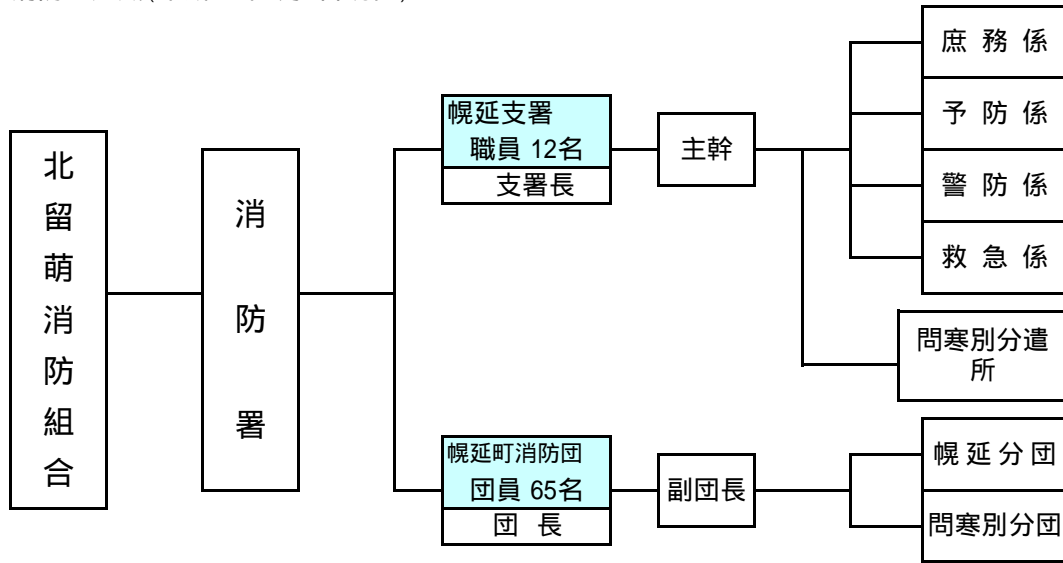 北留萌消防組合
消防署
幌延支署
職員 12名
支署長
主幹
庶務係
予防係
警防係
救急係
問寒別分遣
所
幌延町消防団
団員 65名
団長
副団長
幌延分団
問寒別分団